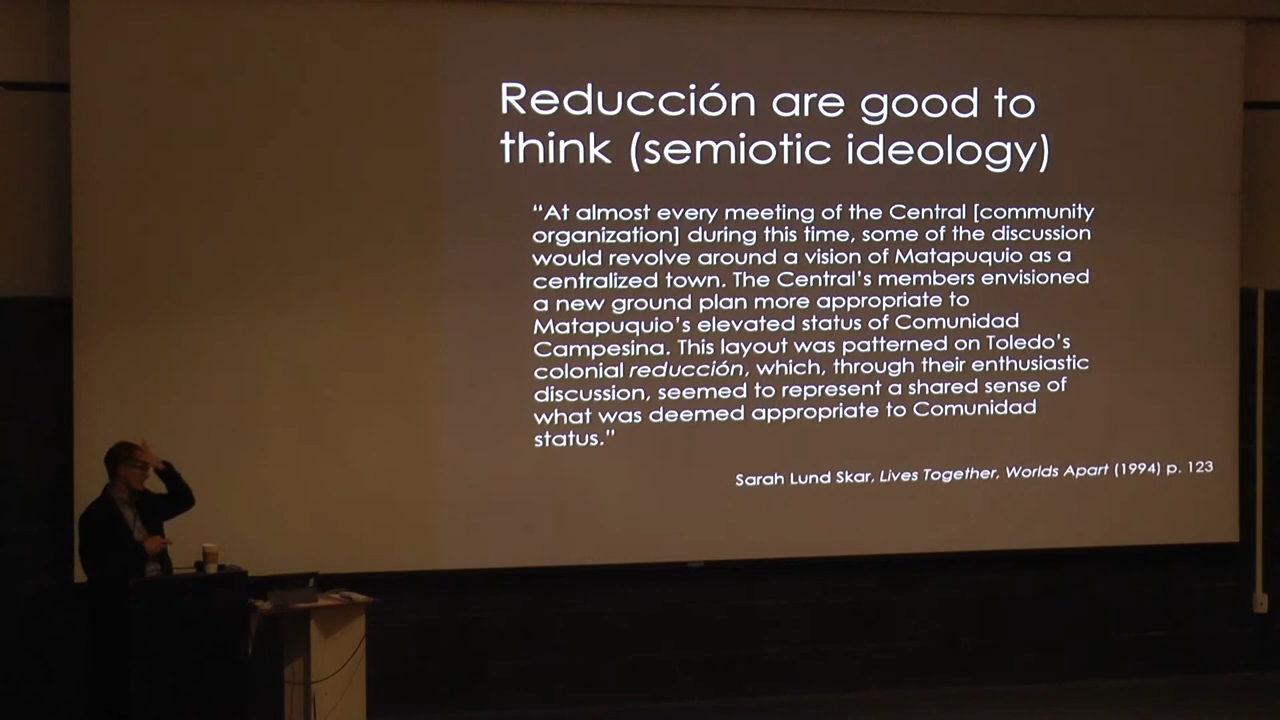 Reducción are good to
think (semiotic ideology)
“At almost every meeting of the Central [community
organization] during this time, some of the discussion
would revolve around a vision of Matapuquio as a
centralized town. The Central’s members envisioned
a new ground plan more appropriate to
Matapuquio’s elevated status of Comunidad
Campesina. This layout was patterned on Toledo’s
colonial reducción, which, through their enthusiastic
discussion, seemed to represent a shared sense of
what was deemed appropriate to Comunidad
status.”
Sarah Lund Skar, Lives Together, Worlds Apart (1994) p. 123